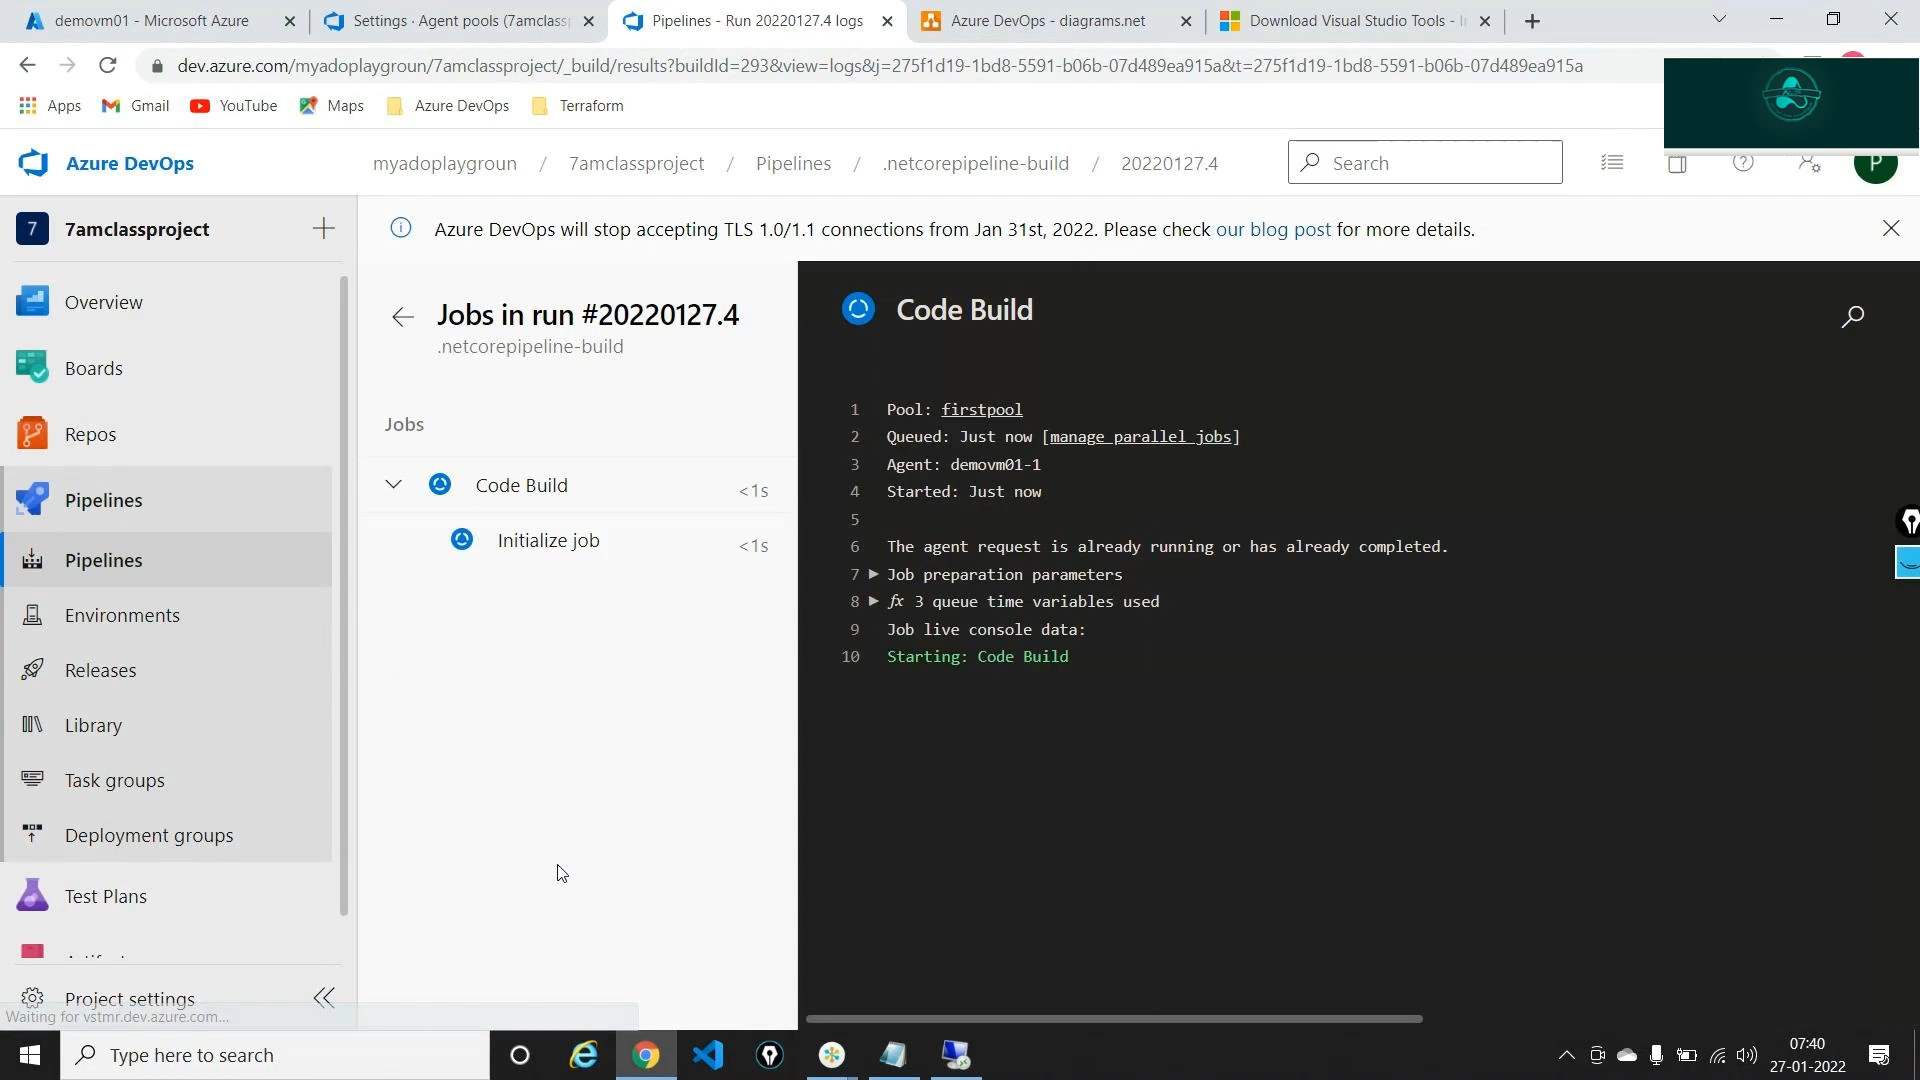 demovm01 - Microsoft Azure
Settings · Agent pools (7amclass
Pipelines - Run 20220127.4 logs
Azure DevOps - diagrams.net
Download Visual Studio Tools -
dev.azure.com/myadoplaygroun/7amclassproject/_build/results?buildId=293&view=logs&j=275f1d19-1bd8-5591-b06b-07d489ea915a&t=275f1d19-1bd8-5591-b06b-07d489ea915a
Apps Gmail YouTube Maps Azure DevOps Terraform
Azure DevOps
myadoplaygroun / 7amclassproject / Pipelines / .netcorepipeline-build / 20220127.4
Search
P
7 7amclassproject
Azure DevOps will stop accepting TLS 1.0/1.1 connections from Jan 31st, 2022. Please check our blog post for more details.
Overview
Boards
Repos
Pipelines
Pipelines
Environments
Releases
Library
Task groups
Deployment groups
Test Plans
Project settings
Waiting for vstmr.dev.azure.com...
Jobs in run #20220127.4
.netcorepipeline-build
Jobs
Code Build <1s
Initialize job <1s
Code Build
1 Pool: firstpool
2 Queued: Just now [manage parallel jobs]
3 Agent: demovm01-1
4 Started: Just now
5
6 The agent request is already running or has already completed.
7 Job preparation parameters
8 fx 3 queue time variables used
9 Job live console data:
10 Starting: Code Build
Type here to search
07:40
27-01-2022